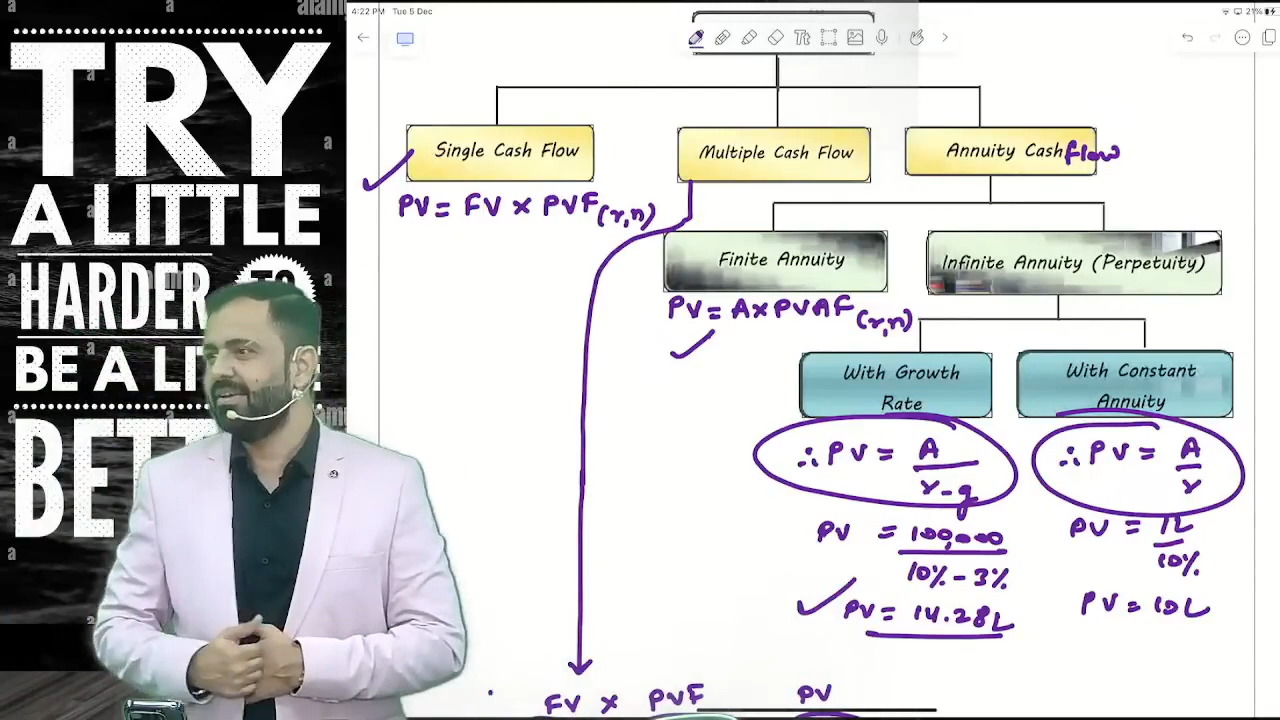 4:22 PM Tue 5 Dec
21%
TRY
A LITTLE
HARDER TO
BE A LI
BET
Single Cash Flow
Multiple Cash Flow
Annuity Cash flow
PV = FV × PVF(r,n)
Finite Annuity
Infinite Annuity (Perpetuity)
PV = A×PVAF(r,n)
With Growth
Rate
With Constant
Annuity
∴ PV = A
r-g
∴ PV = A
r
PV = 100,000
10% - 3%
PV = 14.28L
PV = 1L
10%
PV = 10L
FV × PVF PV